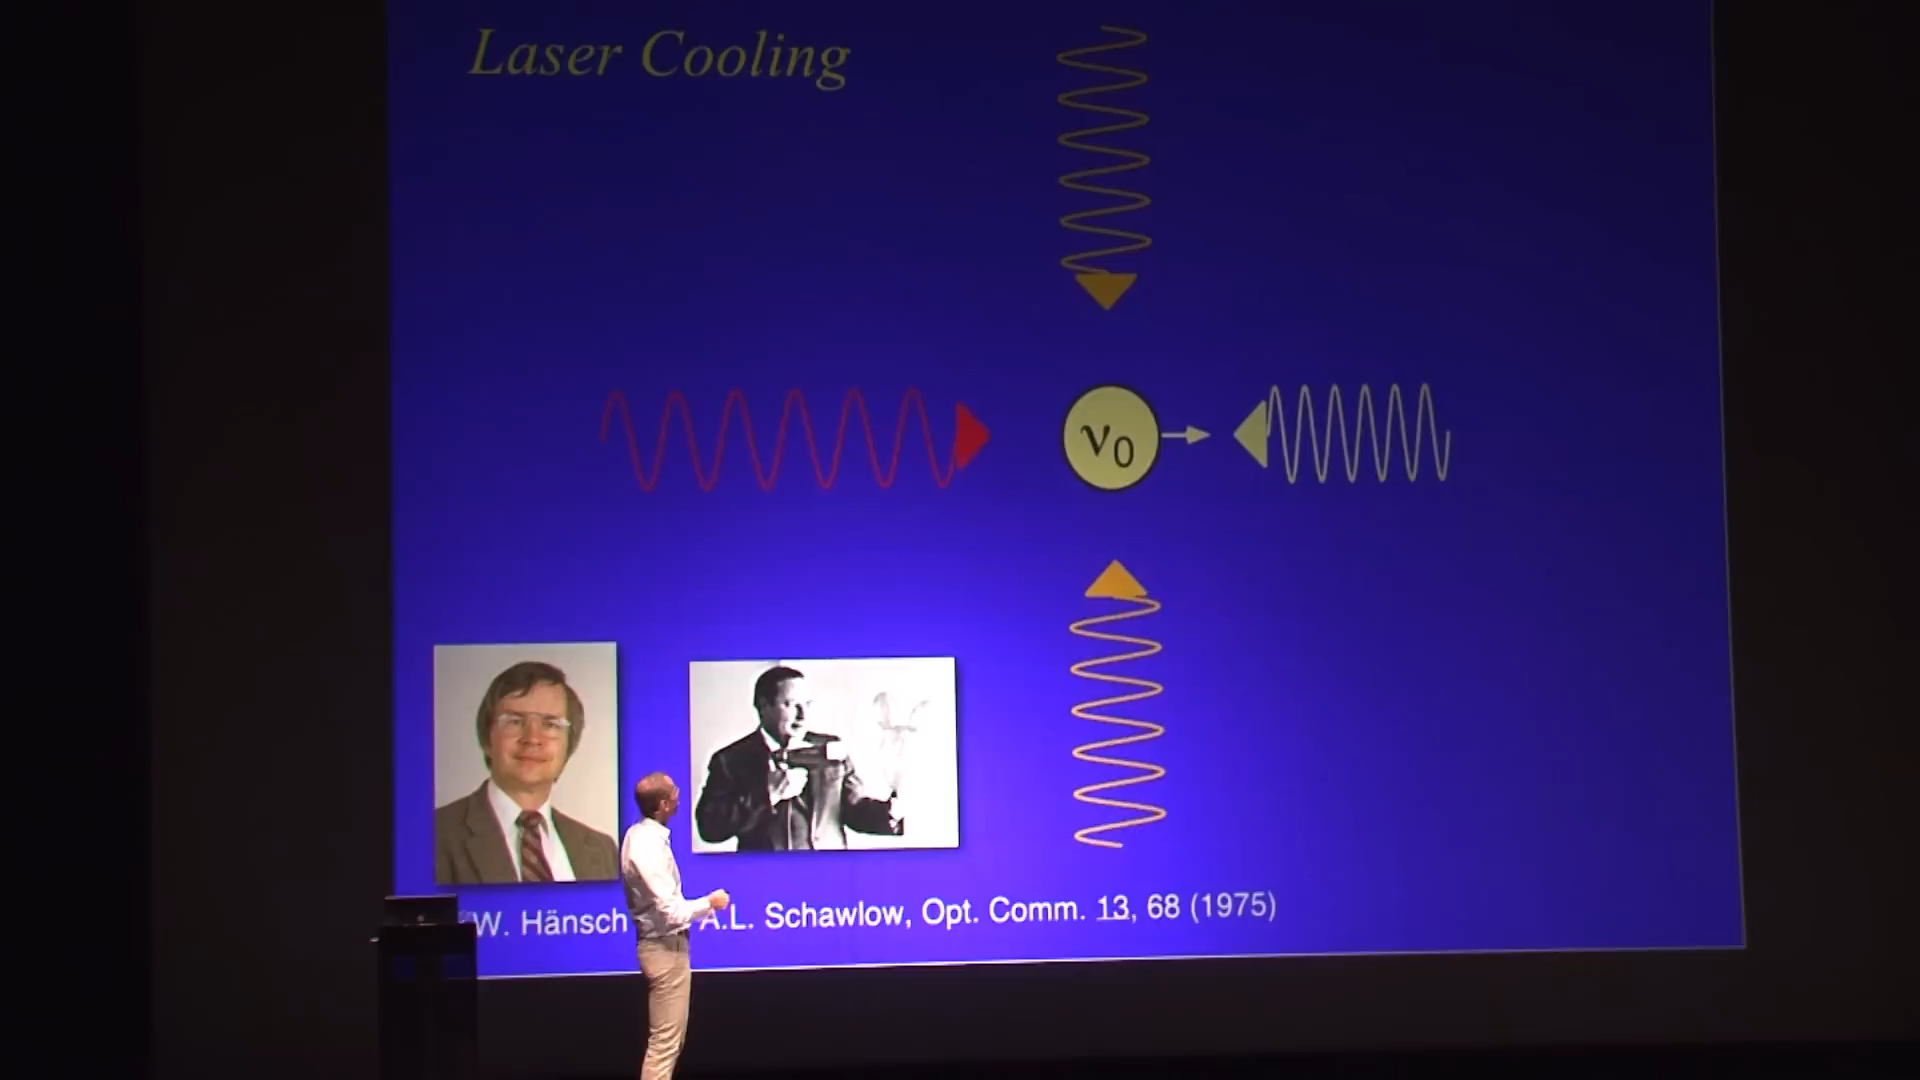 Laser Cooling
ν0
W. Hänsch A.L. Schawlow, Opt. Comm. 13, 68 (1975)